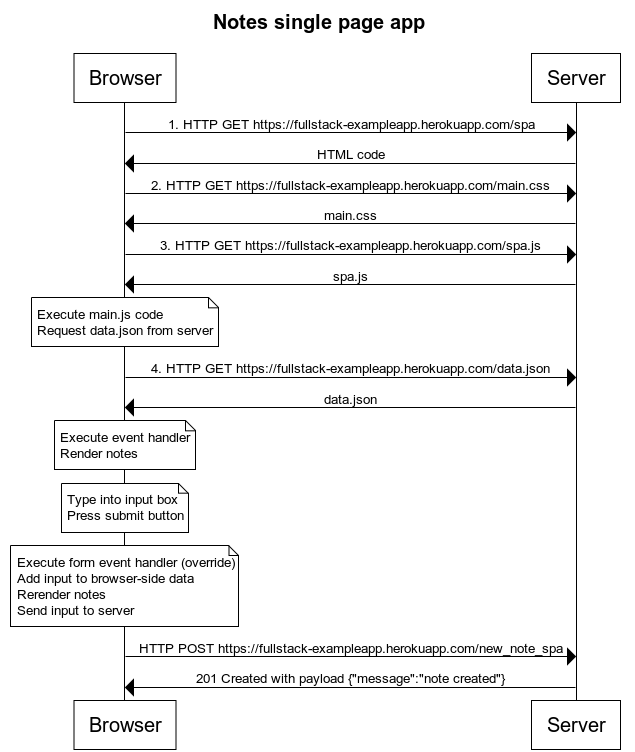 Notes single page app
Browser
Server
1. HTTP GET https://fullstack-exampleapp.herokuapp.com/spa
HTML code
2. HTTP GET https://fullstack-exampleapp.herokuapp.com/main.css
main.css
3. HTTP GET https://fullstack-exampleapp.herokuapp.com/spa.js
spa.js
Execute main.js code
Request data.json from server
4. HTTP GET https://fullstack-exampleapp.herokuapp.com/data.json
data.json
Execute event handler
Render notes
Type into input box
Press submit button
Execute form event handler (override)
Add input to browser-side data
Rerender notes
Send input to server
HTTP POST https://fullstack-exampleapp.herokuapp.com/new_note_spa
201 Created with payload {"message":"note created"}
Browser
Server